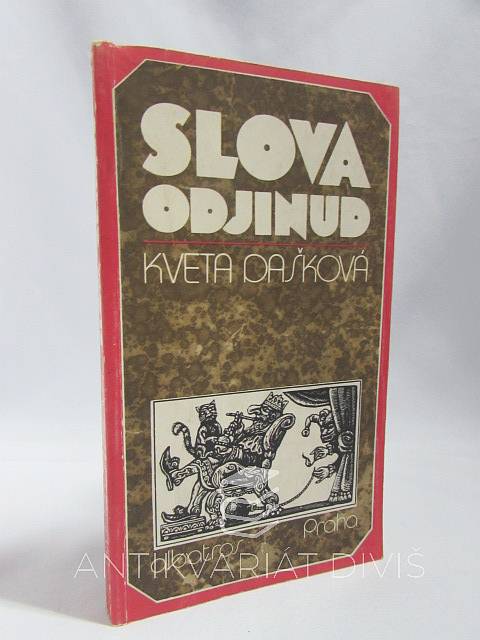 SLOVA
ODJINUD
KVETA DAŠKOVÁ
albatros Praha
ANTIKVARIÁT DIVIŠ